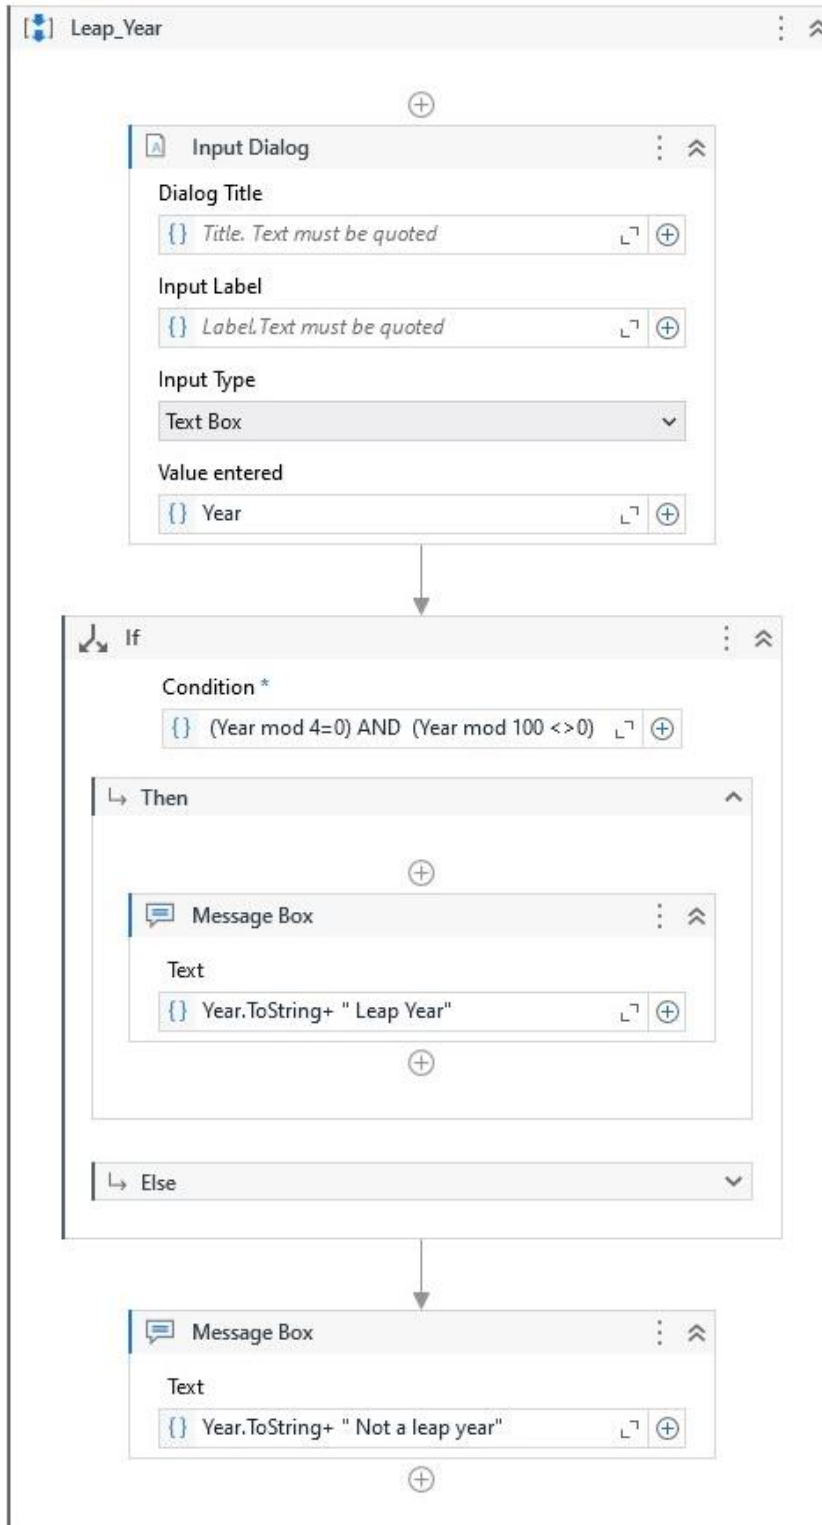 Leap_Year
Input Dialog
Dialog Title
{} Title. Text must be quoted
Input Label
{} Label.Text must be quoted
Input Type
Text Box
Value entered
{} Year
If
Condition *
{} (Year mod 4=0) AND  (Year mod 100 <>0)
Then
Message Box
Text
{} Year.ToString+ " Leap Year"
Else
Message Box
Text
{} Year.ToString+ " Not a leap year"